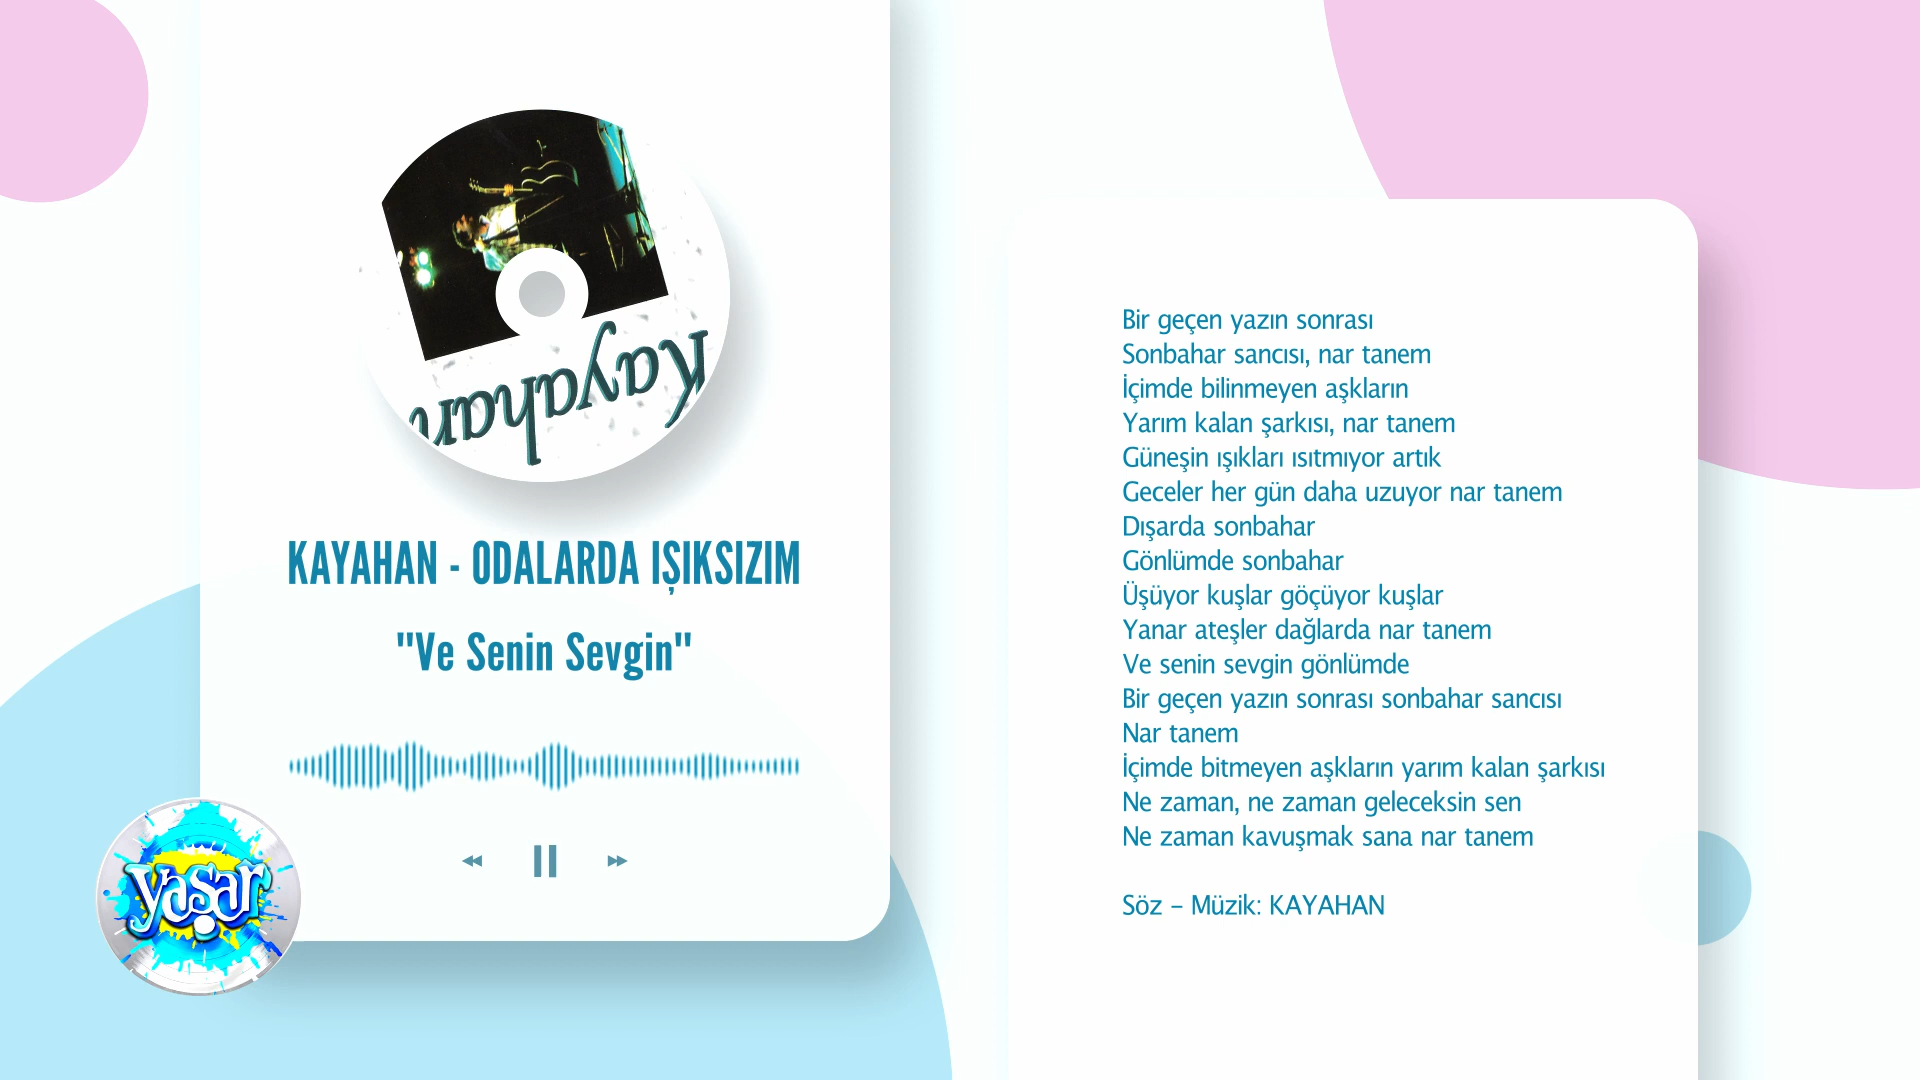 Kayahan
KAYAHAN - ODALARDA IŞIKSIZIM
"Ve Senin Sevgin"
yaşar
Bir geçen yazın sonrası
Sonbahar sancısı, nar tanem
İçimde bilinmeyen aşkların
Yarım kalan şarkısı, nar tanem
Güneşin ışıkları ısıtmıyor artık
Geceler her gün daha uzuyor nar tanem
Dışarda sonbahar
Gönlümde sonbahar
Üşüyor kuşlar göçüyor kuşlar
Yanar ateşler dağlarda nar tanem
Ve senin sevgin gönlümde
Bir geçen yazın sonrası sonbahar sancısı
Nar tanem
İçimde bitmeyen aşkların yarım kalan şarkısı
Ne zaman, ne zaman geleceksin sen
Ne zaman kavuşmak sana nar tanem
Söz – Müzik: KAYAHAN